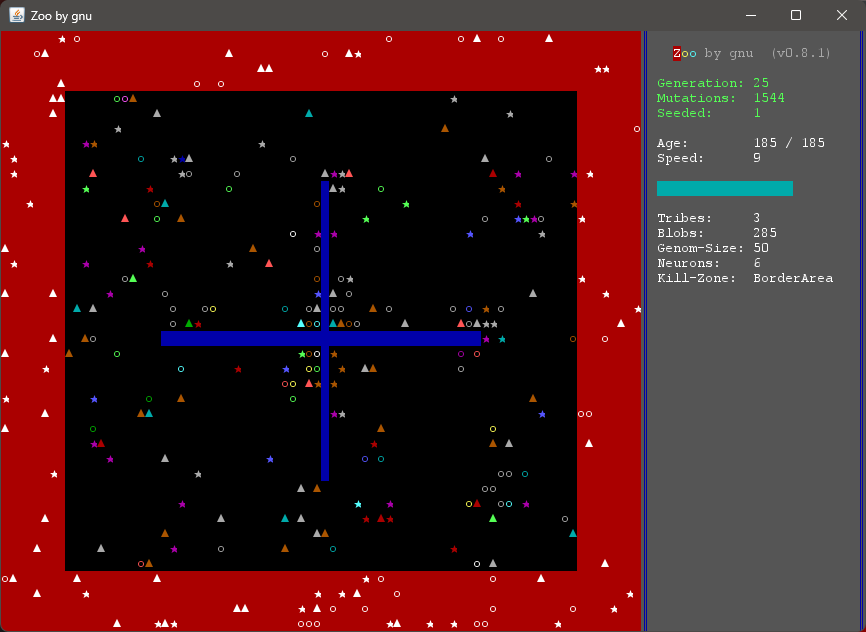 Zoo by gnu
Zoo by gnu (v0.8.1)
Generation: 25
Mutations: 1544
Seeded: 1
Age: 185 / 185
Speed: 9
Tribes: 3
Blobs: 285
Genom-Size: 50
Neurons: 6
Kill-Zone: BorderArea